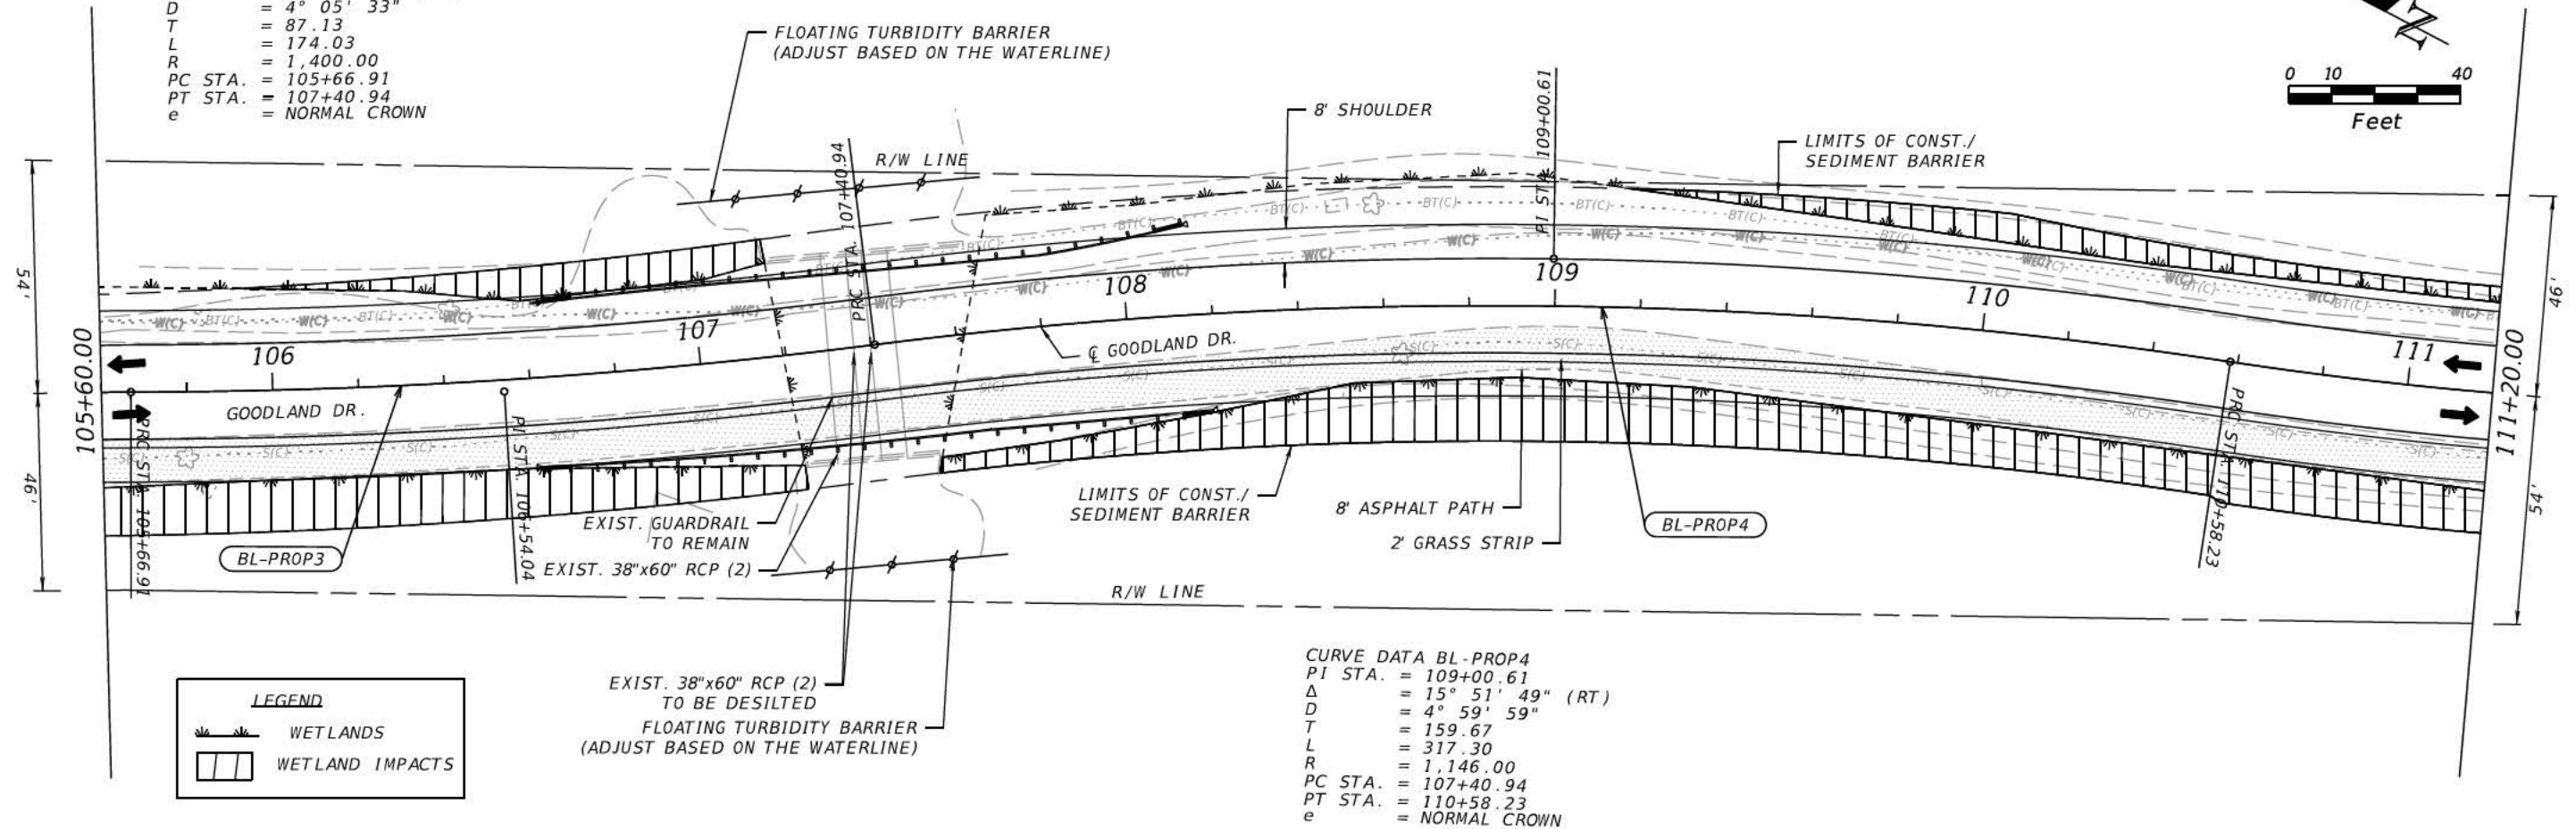 D = 4° 05' 33"
T = 87.13
L = 174.03
R = 1,400.00
PC STA. = 105+66.91
PT STA. = 107+40.94
e = NORMAL CROWN
FLOATING TURBIDITY BARRIER
(ADJUST BASED ON THE WATERLINE)
N
0 10 40
Feet
8' SHOULDER
PI STA. 109+00.61
LIMITS OF CONST./
SEDIMENT BARRIER
R/W LINE
PRC STA. 107+40.94
54'
46'
105+60.00
106
107
108
109
110
111
111+20.00
46'
54'
BT(C)
W(C)
S(C)
℄ GOODLAND DR.
GOODLAND DR.
PRC STA. 105+66.91
PI STA. 106+54.04
PRC STA. 110+58.23
BL-PROP3
EXIST. GUARDRAIL
TO REMAIN
EXIST. 38"x60" RCP (2)
LIMITS OF CONST./
SEDIMENT BARRIER
8' ASPHALT PATH
2' GRASS STRIP
BL-PROP4
R/W LINE
EXIST. 38"x60" RCP (2)
TO BE DESILTED
FLOATING TURBIDITY BARRIER
(ADJUST BASED ON THE WATERLINE)
LEGEND
WETLANDS
WETLAND IMPACTS
CURVE DATA BL-PROP4
PI STA. = 109+00.61
Δ = 15° 51' 49" (RT)
D = 4° 59' 59"
T = 159.67
L = 317.30
R = 1,146.00
PC STA. = 107+40.94
PT STA. = 110+58.23
e = NORMAL CROWN